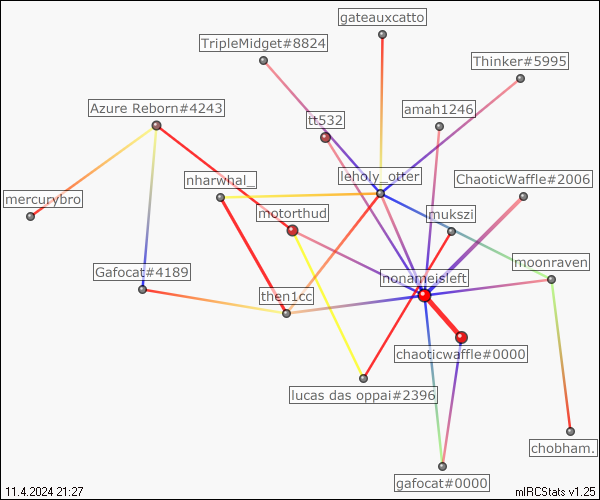 gateauxcatto
TripleMidget#8824
Thinker#5995
Azure Reborn#4243
tt532
amah1246
nharwhal_
leholy_otter
ChaoticWaffle#2006
mercurybro
motorthud
mukszi
Gafocat#4189
nonameisleft
moonraven
then1cc
chaoticwaffle#0000
lucas das oppai#2396
chobham.
gafocat#0000
11.4.2024 21:27
mIRCStats v1.25